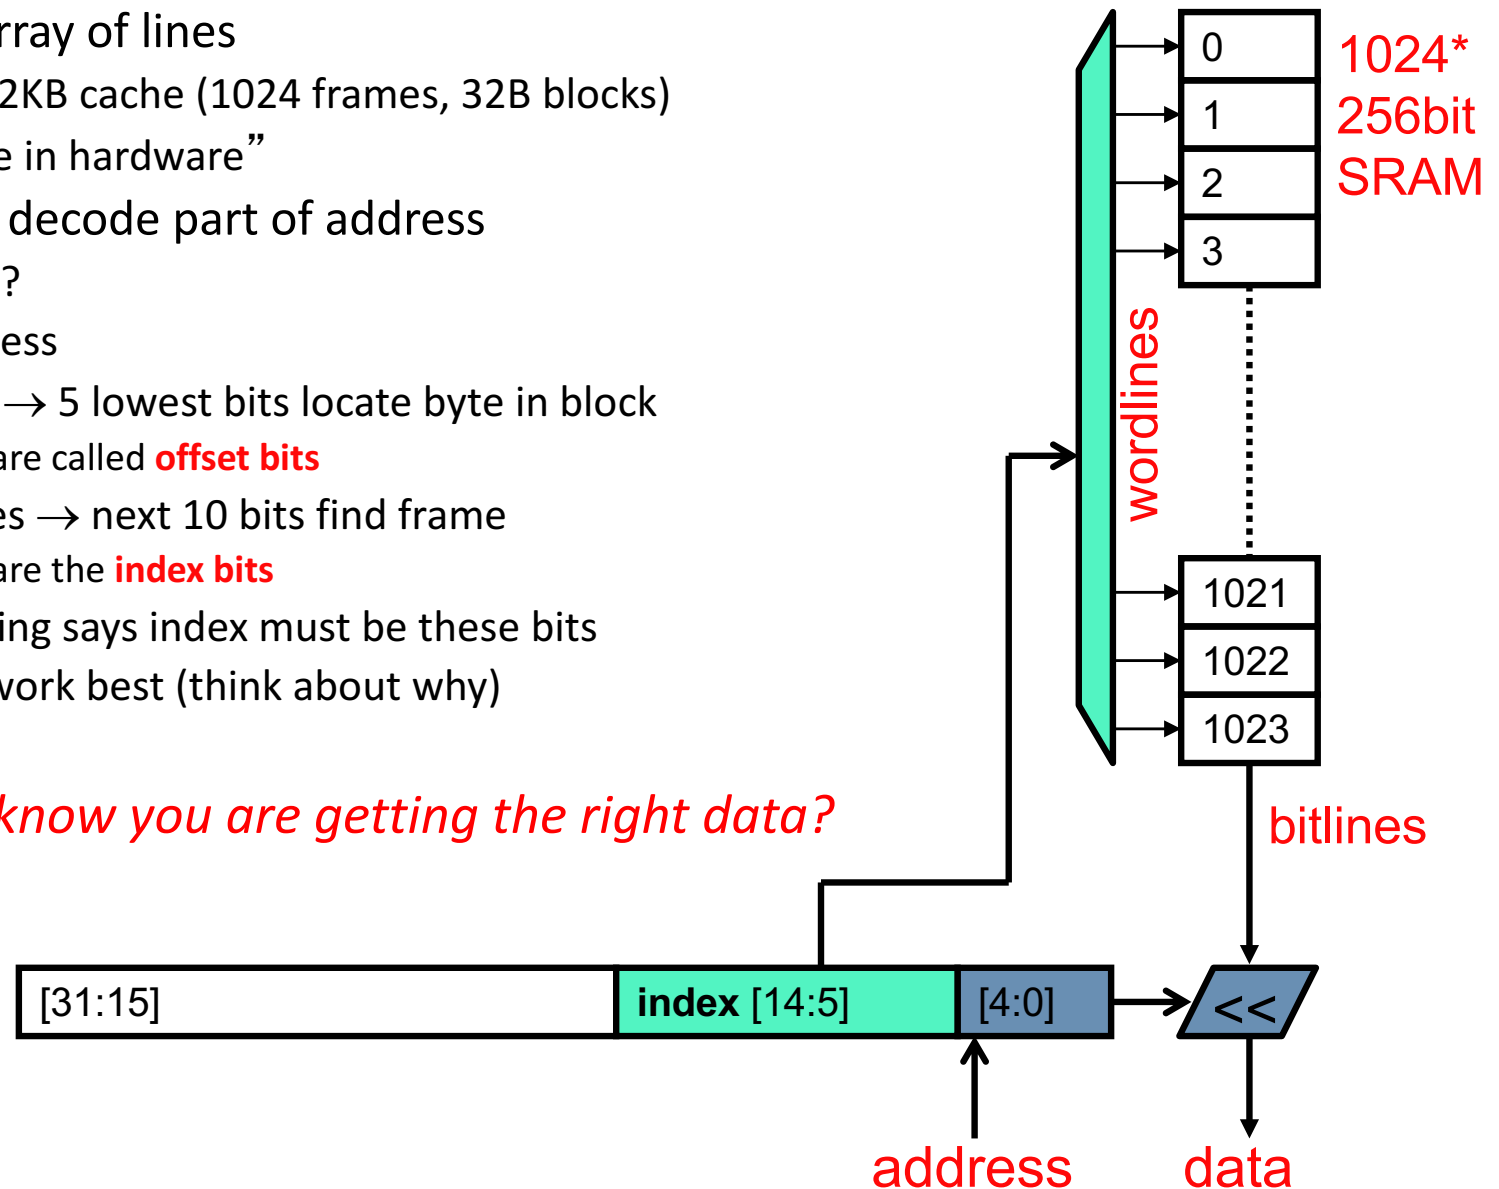 rray of lines
2KB cache (1024 frames, 32B blocks)
e in hardware”
decode part of address
?
ess
→ 5 lowest bits locate byte in block
are called offset bits
es → next 10 bits find frame
are the index bits
ing says index must be these bits
work best (think about why)
know you are getting the right data?
0
1
2
3
1021
1022
1023
1024*
256bit
SRAM
wordlines
bitlines
[31:15]
index [14:5]
[4:0]
<<
address
data